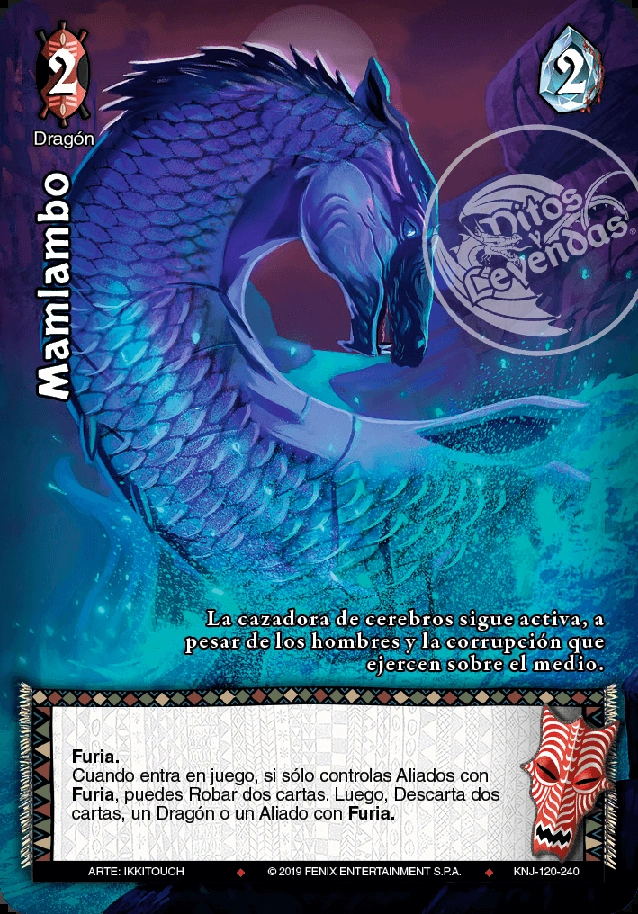 2
2
Dragón
Mamlambo
Mitos
y
Leyendas
La cazadora de cerebros sigue activa, a
pesar de los hombres y la corrupción que
ejercen sobre el medio.
Furia.
Cuando entra en juego, si sólo controlas Aliados con
Furia, puedes Robar dos cartas. Luego, Descarta dos
cartas, un Dragón o un Aliado con Furia.
ARTE: IKKITOUCH ♦ © 2019 FENIX ENTERTAINMENT S.P.A. ♦ KNJ-120-240